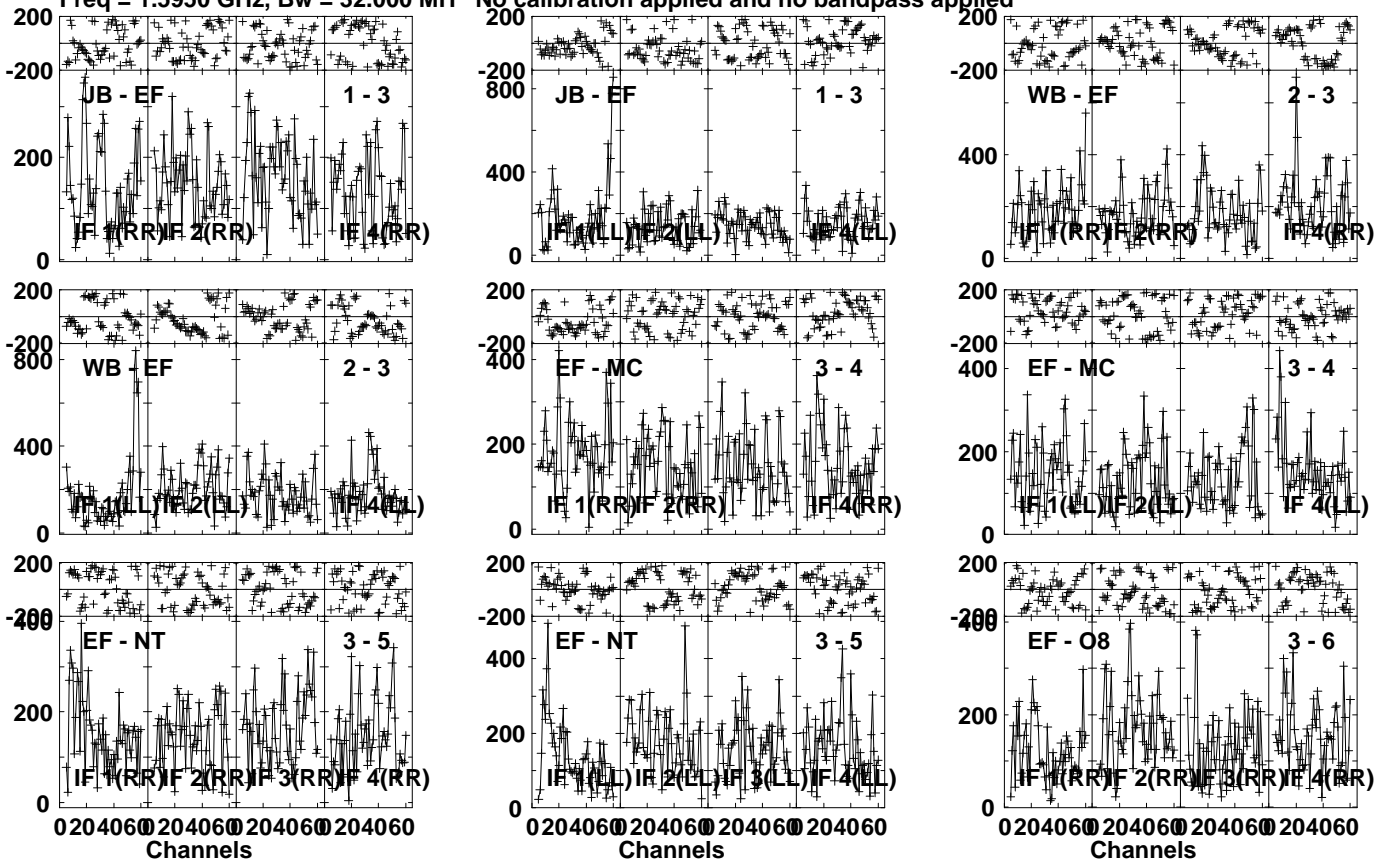 Freq = 1.5950 GHz, Bw = 32.000 MH No calibration applied and no bandpass applied
200
-200
JB - EF 1 - 3
200
0
IF 1(RR) IF 2(RR) IF 4(RR)
200
-200
800
JB - EF 1 - 3
400
0
IF 1(LL) IF 2(LL) IF 4(LL)
200
-200
WB - EF 2 - 3
400
0
IF 1(RR) IF 2(RR) IF 4(RR)
200
-200
800
WB - EF 2 - 3
400
0
IF 1(LL) IF 2(LL) IF 4(LL)
200
-200
400
EF - MC 3 - 4
200
0
IF 1(RR) IF 2(RR) IF 4(RR)
200
-200
400
EF - MC 3 - 4
200
0
IF 1(LL) IF 2(LL) IF 4(LL)
200
-200
400
EF - NT 3 - 5
200
0
IF 1(RR) IF 2(RR) IF 3(RR) IF 4(RR)
0 20 40 60 0 20 40 60 0 20 40 60 0 20 40 60
Channels
200
-200
EF - NT 3 - 5
400
200
0
IF 1(LL) IF 2(LL) IF 3(LL) IF 4(LL)
0 20 40 60 0 20 40 60 0 20 40 60 0 20 40 60
Channels
200
-200
400
EF - O8 3 - 6
200
0
IF 1(RR) IF 2(RR) IF 3(RR) IF 4(RR)
0 20 40 60 0 20 40 60 0 20 40 60 0 20 40 60
Channels